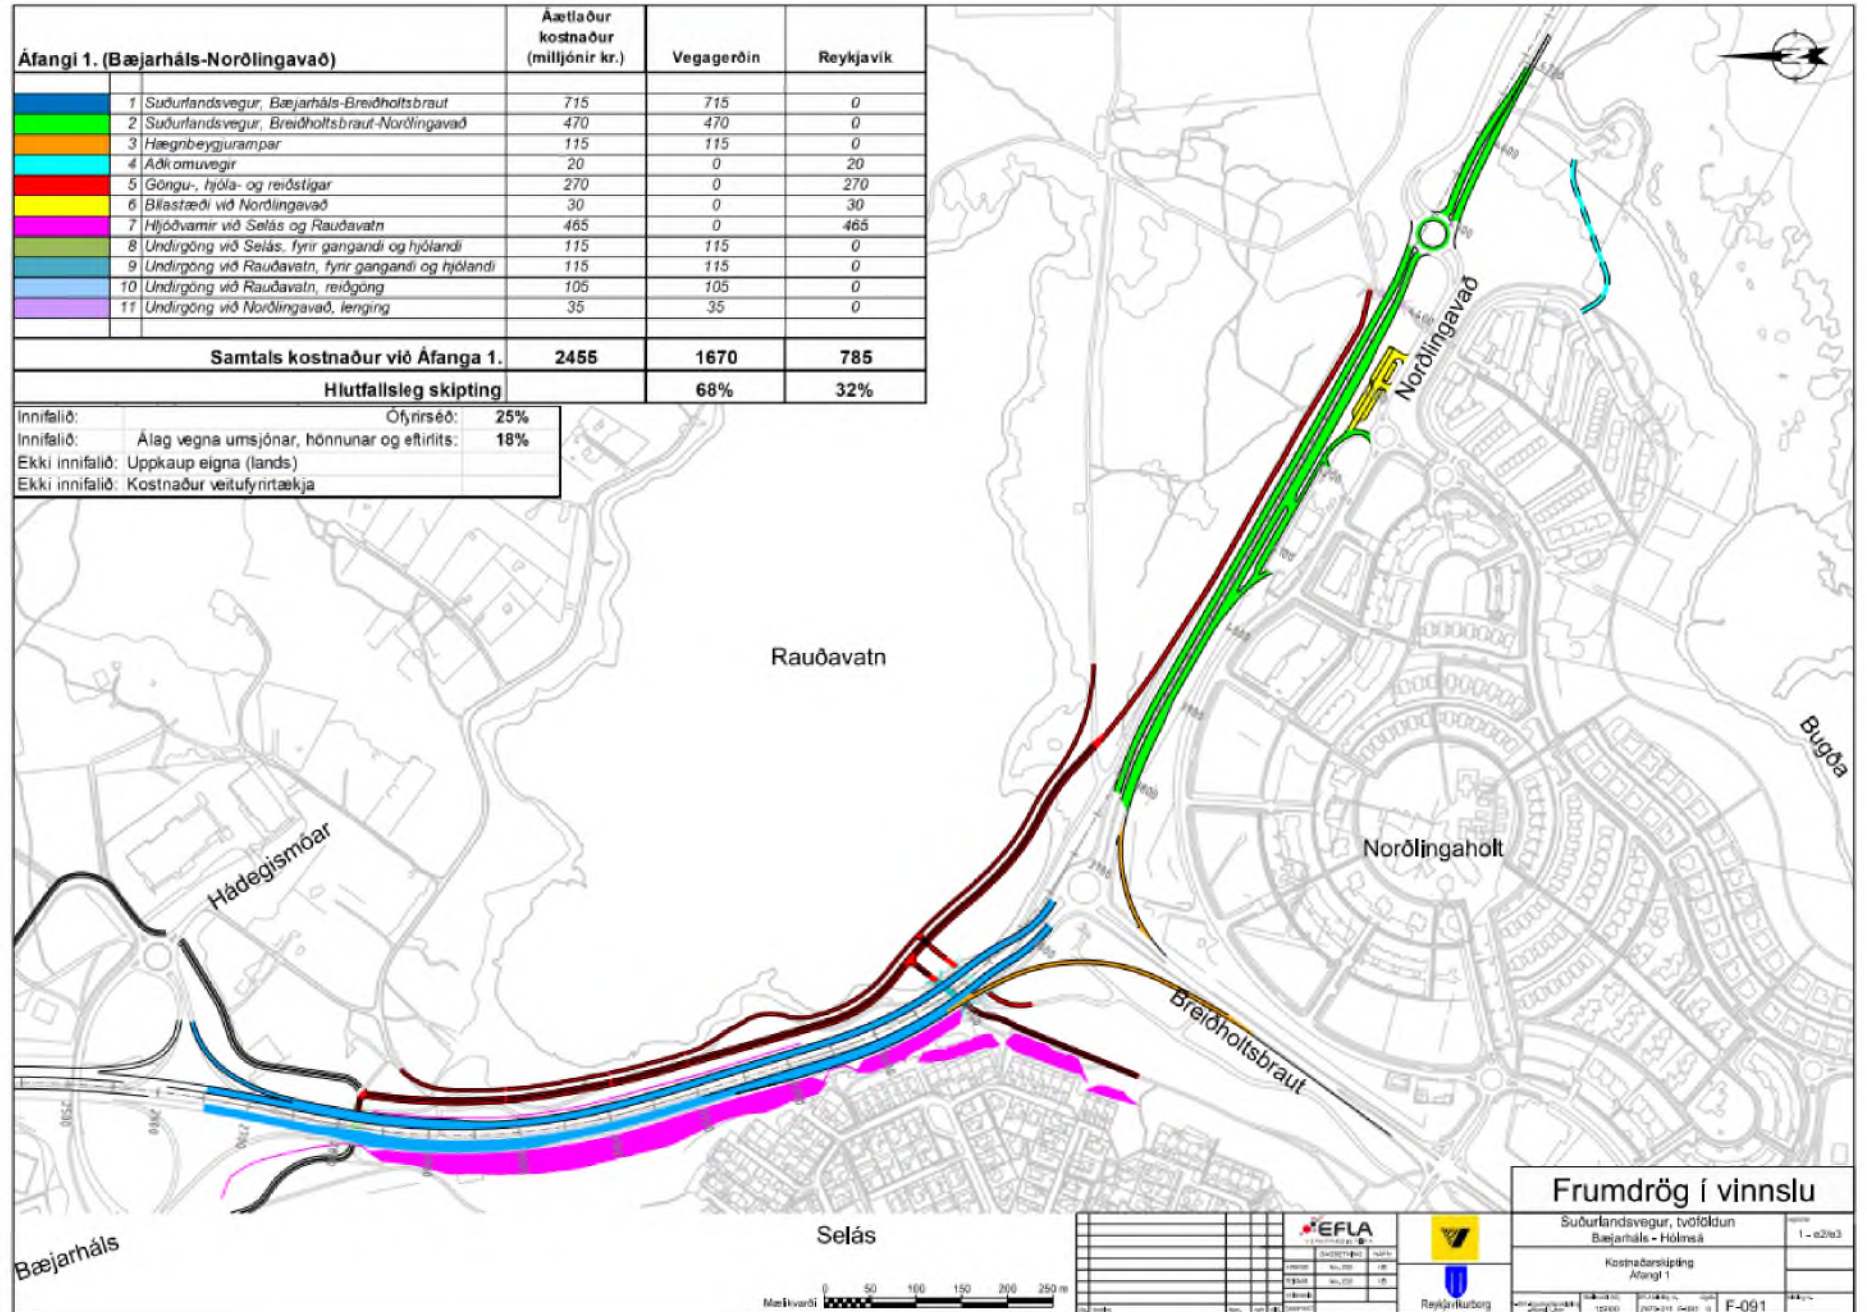 Áfangi 1. (Bæjarháls-Norðlingavað) Áætlaður kostnaður (milljónir kr.) Vegagerðin Reykjavík
1 Suðurlandsvegur, Bæjarháls-Breiðholtsbraut 715 715 0
2 Suðurlandsvegur, Breiðholtsbraut-Norðlingavað 470 470 0
3 Hægribeygjurampar 115 115 0
4 Aðkomuvegir 20 0 20
5 Göngu-, hjóla- og reiðstígar 270 0 270
6 Bílastæði við Norðlingavað 30 0 30
7 Hljóðvarnir við Selás og Rauðavatn 465 0 465
8 Undirgöng við Selás, fyrir gangandi og hjólandi 115 115 0
9 Undirgöng við Rauðavatn, fyrir gangandi og hjólandi 115 115 0
10 Undirgöng við Rauðavatn, reiðgöng 105 105 0
11 Undirgöng við Norðlingavað, lenging 35 35 0
Samtals kostnaður við Áfanga 1. 2455 1670 785
Hlutfallsleg skipting 68% 32%
Innifalið: Ófyrirséð: 25%
Innifalið: Álag vegna umsjónar, hönnunar og eftirlits: 18%
Ekki innifalið: Uppkaup eigna (lands)
Ekki innifalið: Kostnaður veitufyrirtækja
Norðlingavað
Rauðavatn
Bugða
Hádegismóar
Norðlingaholt
Breiðholtsbraut
Bæjarháls
Selás
Mælikvarði 0 50 100 150 200 250 m
EFLA
Reykjavíkurborg
Frumdrög í vinnslu
Suðurlandsvegur, tvöföldun
Bæjarháls - Hólmsá
1 - e2/e3
Kostnaðarskipting
Áfangi 1
F-091